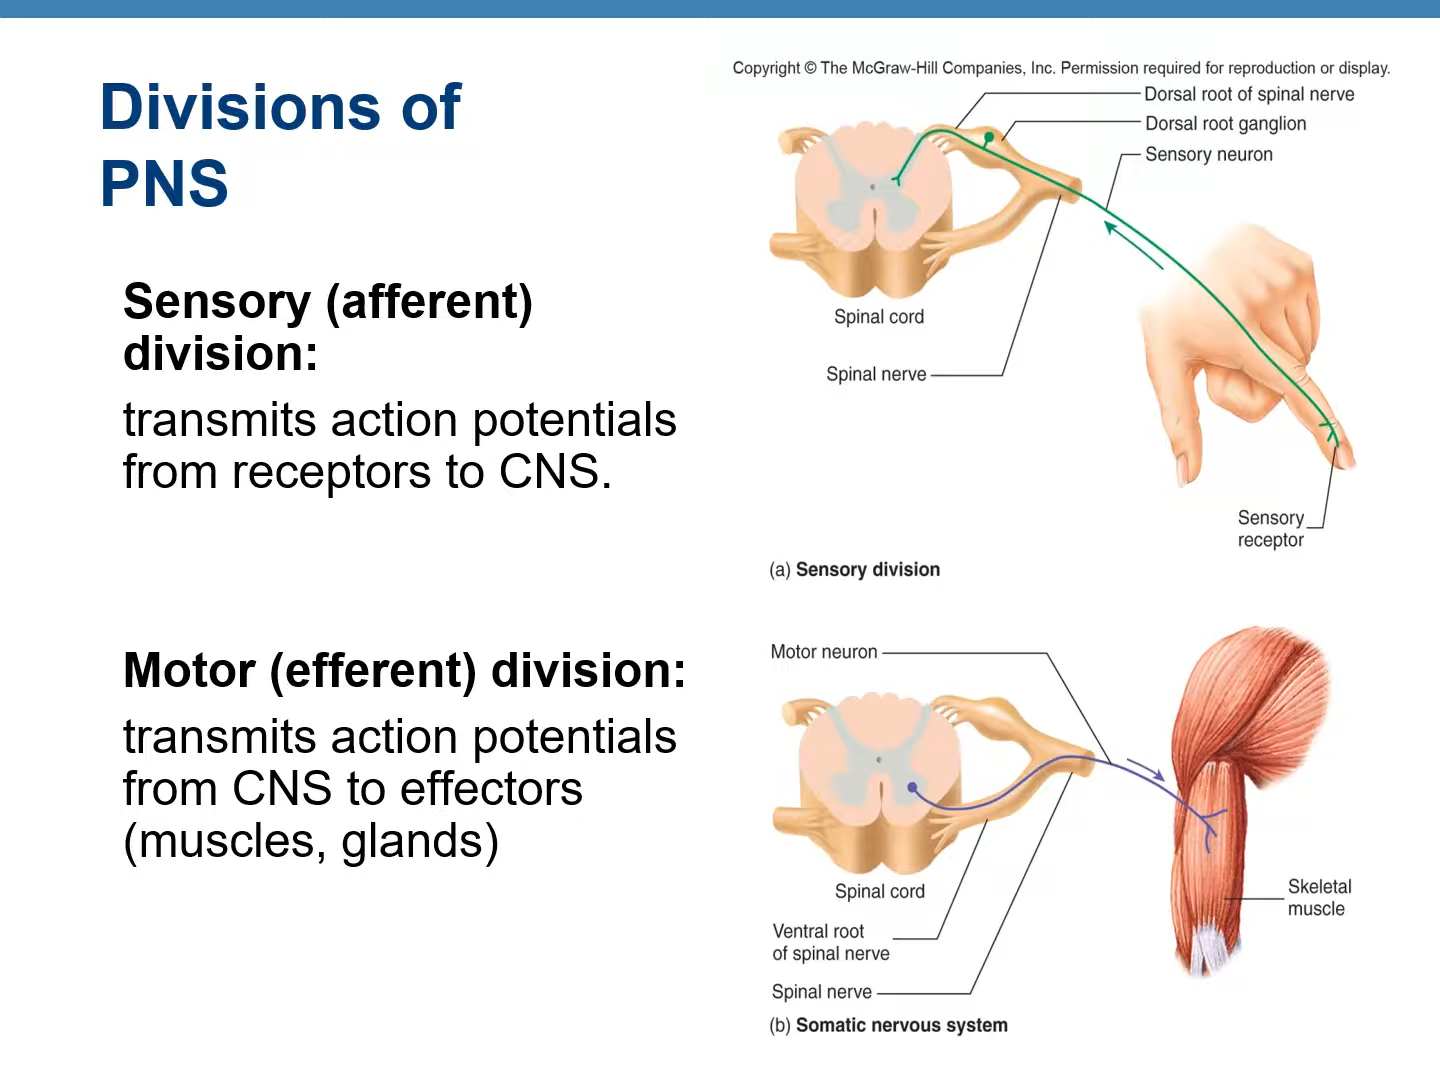 Divisions of
PNS
Sensory (afferent)
division:
transmits action potentials
from receptors to CNS.
Motor (efferent) division:
transmits action potentials
from CNS to effectors
(muscles, glands)
Copyright © The McGraw-Hill Companies, Inc. Permission required for reproduction or display.
Dorsal root of spinal nerve
Dorsal root ganglion
Sensory neuron
Spinal cord
Spinal nerve
Sensory
receptor
(a) Sensory division
Motor neuron
Spinal cord
Skeletal
muscle
Ventral root
of spinal nerve
Spinal nerve
(b) Somatic nervous system